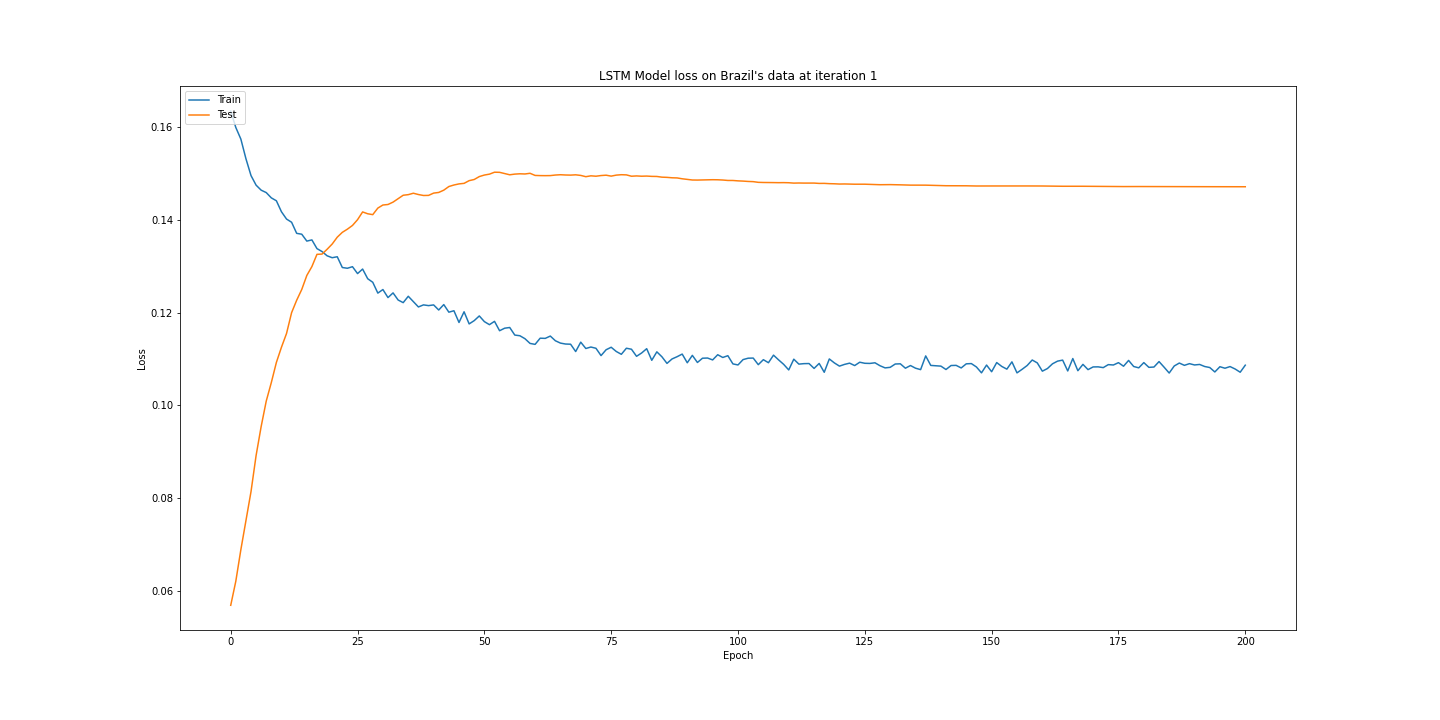 LSTM Model loss on Brazil's data at iteration 1
Train
Test
0.16
0.14
0.12
0.10
0.08
0.06
Loss
0 25 50 75 100 125 150 175 200
Epoch